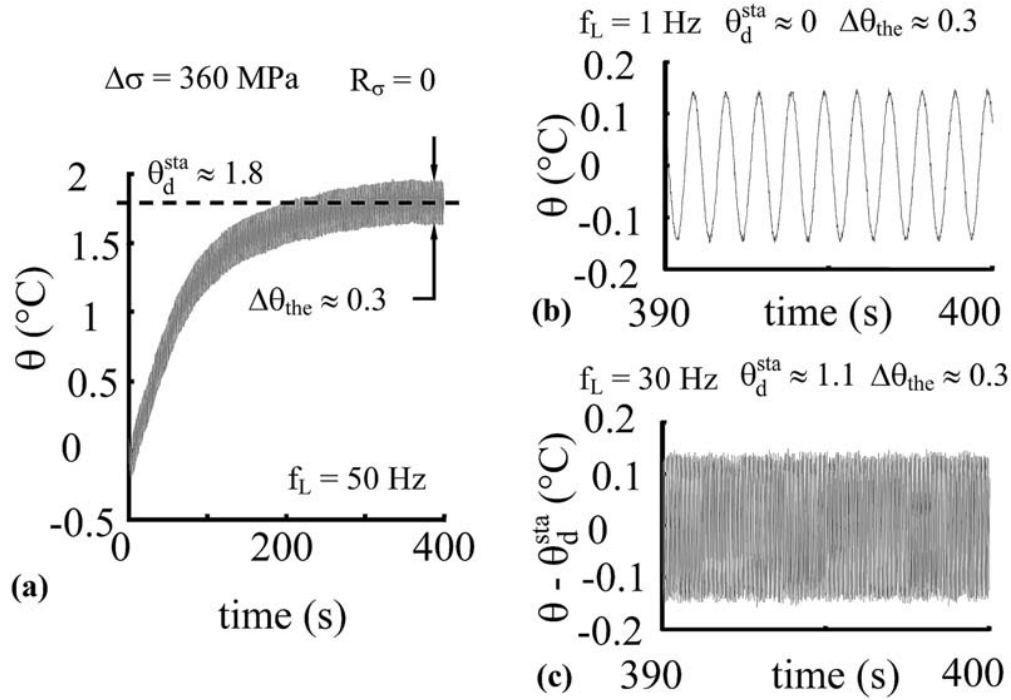 Δσ = 360 MPa R_σ = 0
θ_d^sta ≈ 1.8
Δθ_the ≈ 0.3
f_L = 50 Hz
θ (°C)
2
1.5
1
0.5
0
-0.5
0 200 400
time (s)
(a)
f_L = 1 Hz θ_d^sta ≈ 0 Δθ_the ≈ 0.3
θ (°C)
0.2
0.1
0
-0.1
-0.2
390 time (s) 400
(b)
f_L = 30 Hz θ_d^sta ≈ 1.1 Δθ_the ≈ 0.3
θ - θ_d^sta (°C)
0.2
0.1
0
-0.1
-0.2
390 time (s) 400
(c)